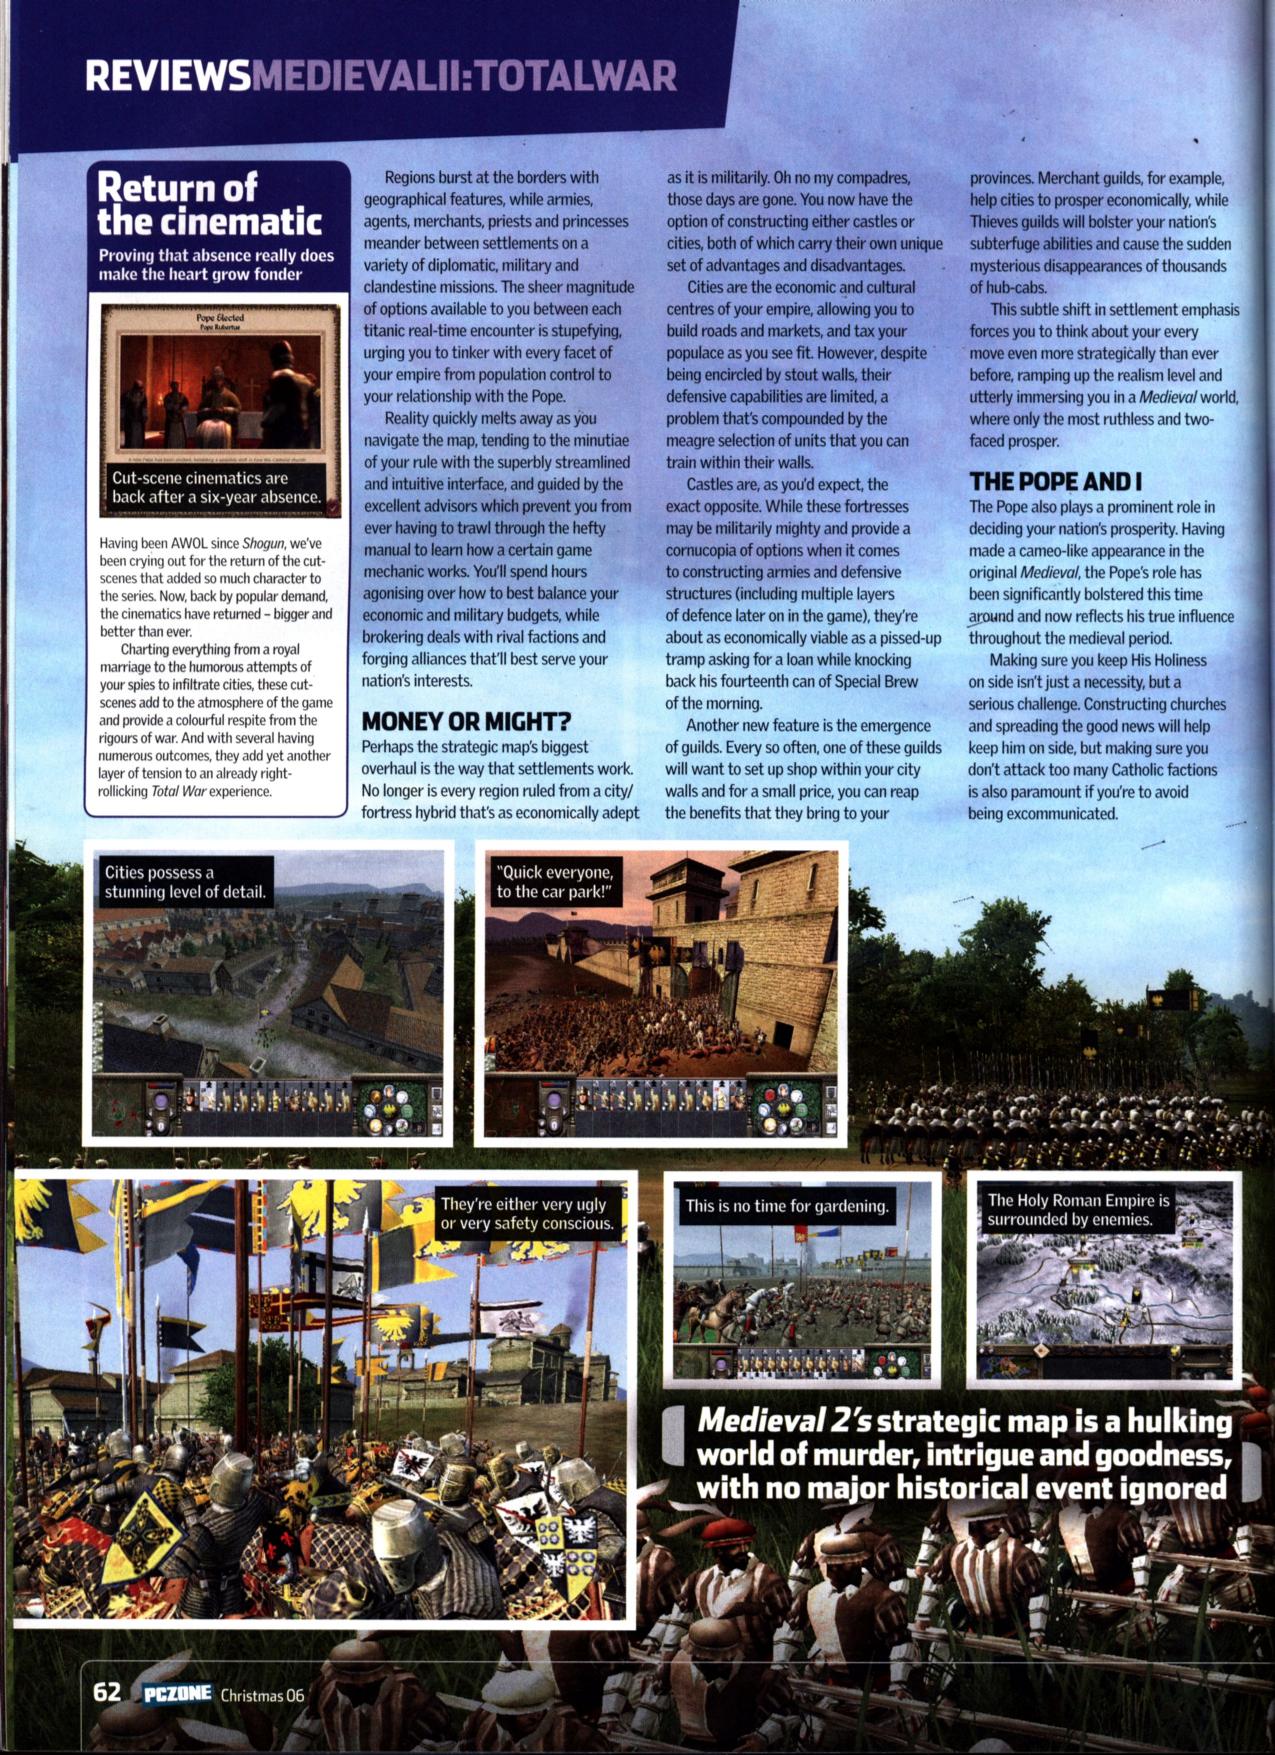 REVIEWSMEDIEVALII:TOTALWAR
Return of
the cinematic
Proving that absence really does
make the heart grow fonder
Pope Elected
Pope Rubertus
Cut-scene cinematics are
back after a six-year absence.
Having been AWOL since Shogun, we've
been crying out for the return of the cut-
scenes that added so much character to
the series. Now, back by popular demand,
the cinematics have returned – bigger and
better than ever.
Charting everything from a royal
marriage to the humorous attempts of
your spies to infiltrate cities, these cut-
scenes add to the atmosphere of the game
and provide a colourful respite from the
rigours of war. And with several having
numerous outcomes, they add yet another
layer of tension to an already right-
rollicking Total War experience.
Regions burst at the borders with
geographical features, while armies,
agents, merchants, priests and princesses
meander between settlements on a
variety of diplomatic, military and
clandestine missions. The sheer magnitude
of options available to you between each
titanic real-time encounter is stupefying,
urging you to tinker with every facet of
your empire from population control to
your relationship with the Pope.
Reality quickly melts away as you
navigate the map, tending to the minutiae
of your rule with the superbly streamlined
and intuitive interface, and guided by the
excellent advisors which prevent you from
ever having to trawl through the hefty
manual to learn how a certain game
mechanic works. You'll spend hours
agonising over how to best balance your
economic and military budgets, while
brokering deals with rival factions and
forging alliances that'll best serve your
nation's interests.
MONEY OR MIGHT?
Perhaps the strategic map's biggest
overhaul is the way that settlements work.
No longer is every region ruled from a city/
fortress hybrid that's as economically adept
as it is militarily. Oh no my compadres,
those days are gone. You now have the
option of constructing either castles or
cities, both of which carry their own unique
set of advantages and disadvantages.
Cities are the economic and cultural
centres of your empire, allowing you to
build roads and markets, and tax your
populace as you see fit. However, despite
being encircled by stout walls, their
defensive capabilities are limited, a
problem that's compounded by the
meagre selection of units that you can
train within their walls.
Castles are, as you'd expect, the
exact opposite. While these fortresses
may be militarily mighty and provide a
cornucopia of options when it comes
to constructing armies and defensive
structures (including multiple layers
of defence later on in the game), they're
about as economically viable as a pissed-up
tramp asking for a loan while knocking
back his fourteenth can of Special Brew
of the morning.
Another new feature is the emergence
of guilds. Every so often, one of these guilds
will want to set up shop within your city
walls and for a small price, you can reap
the benefits that they bring to your
provinces. Merchant guilds, for example,
help cities to prosper economically, while
Thieves guilds will bolster your nation's
subterfuge abilities and cause the sudden
mysterious disappearances of thousands
of hub-cabs.
This subtle shift in settlement emphasis
forces you to think about your every
move even more strategically than ever
before, ramping up the realism level and
utterly immersing you in a Medieval world,
where only the most ruthless and two-
faced prosper.
THE POPE AND I
The Pope also plays a prominent role in
deciding your nation's prosperity. Having
made a cameo-like appearance in the
original Medieval, the Pope's role has
been significantly bolstered this time
around and now reflects his true influence
throughout the medieval period.
Making sure you keep His Holiness
on side isn't just a necessity, but a
serious challenge. Constructing churches
and spreading the good news will help
keep him on side, but making sure you
don't attack too many Catholic factions
is also paramount if you're to avoid
being excommunicated.
Cities possess a
stunning level of detail.
"Quick everyone,
to the car park!"
They're either very ugly
or very safety conscious.
This is no time for gardening.
The Holy Roman Empire is
surrounded by enemies.
Medieval 2's strategic map is a hulking
world of murder, intrigue and goodness,
with no major historical event ignored
62 PCZONE Christmas 06